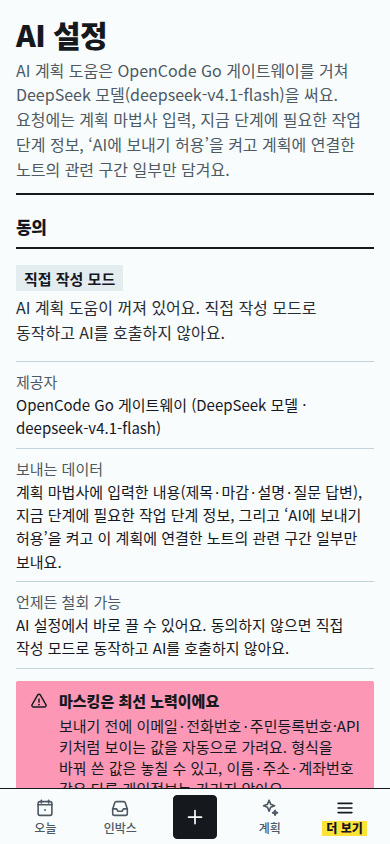 AI 설정
AI 계획 도움은 OpenCode Go 게이트웨이를 거쳐
DeepSeek 모델(deepseek-v4.1-flash)을 써요.
요청에는 계획 마법사 입력, 지금 단계에 필요한 작업
단계 정보, ‘AI에 보내기 허용’을 켜고 계획에 연결한
노트의 관련 구간 일부만 담겨요.
동의
직접 작성 모드
AI 계획 도움이 꺼져 있어요. 직접 작성 모드로
동작하고 AI를 호출하지 않아요.
제공자
OpenCode Go 게이트웨이 (DeepSeek 모델 ·
deepseek-v4.1-flash)
보내는 데이터
계획 마법사에 입력한 내용(제목·마감·설명·질문 답변),
지금 단계에 필요한 작업 단계 정보, 그리고 ‘AI에 보내기
허용’을 켜고 이 계획에 연결한 노트의 관련 구간 일부만
보내요.
언제든 철회 가능
AI 설정에서 바로 끌 수 있어요. 동의하지 않으면 직접
작성 모드로 동작하고 AI를 호출하지 않아요.
마스킹은 최선 노력이에요
보내기 전에 이메일·전화번호·주민등록번호·API
키처럼 보이는 값을 자동으로 가려요. 형식을
바꿔 쓴 값은 놓칠 수 있고, 이름·주소·계좌번호
오늘
인박스
계획
더 보기